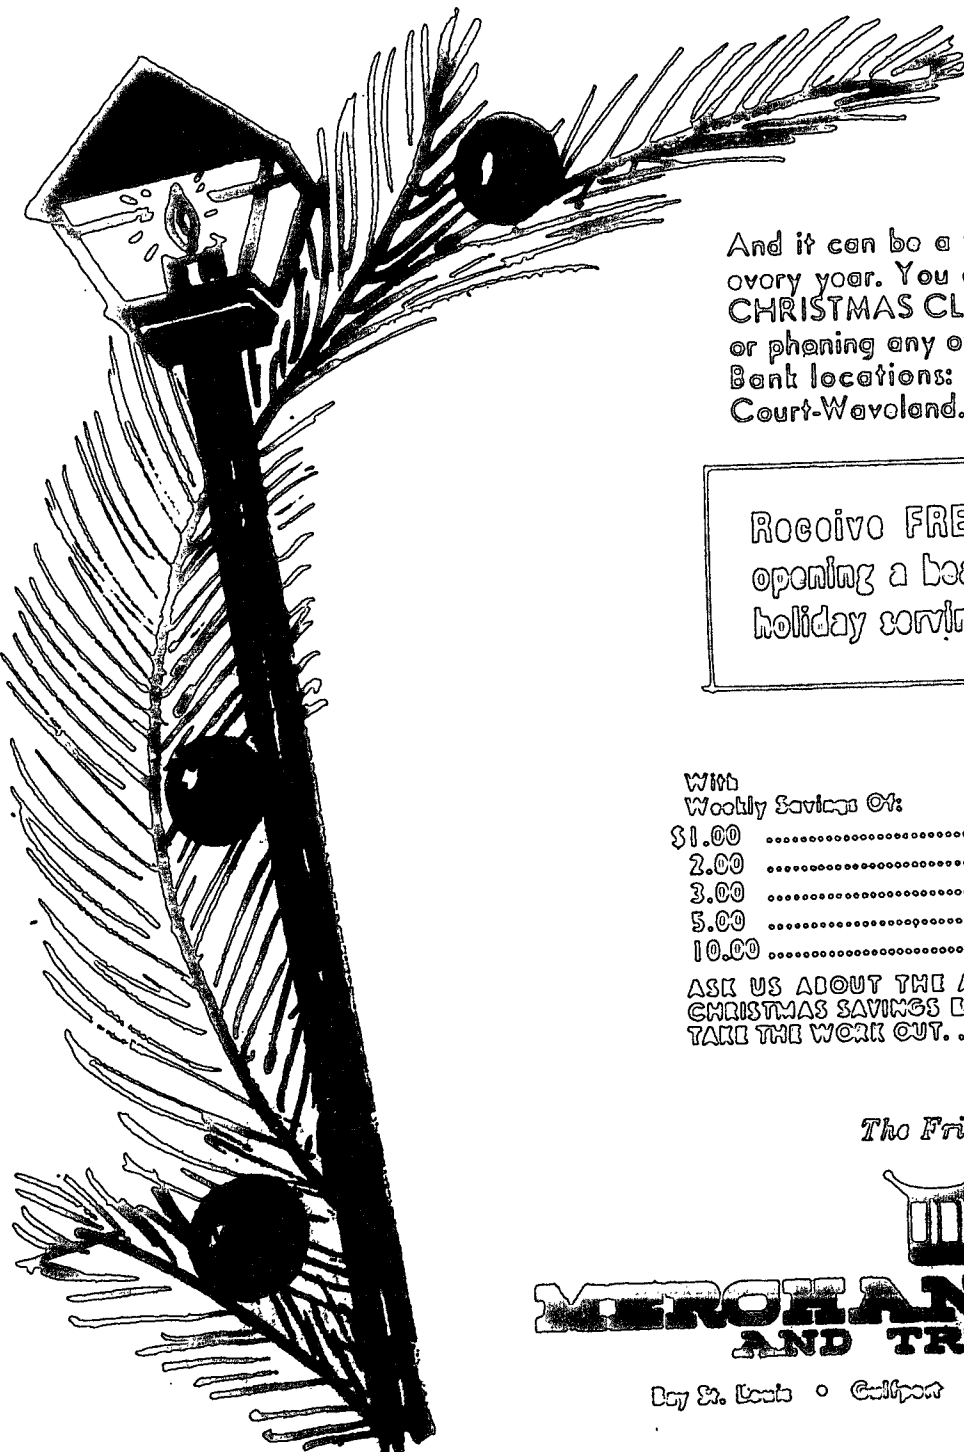 And it can be a
every year. You
CHRISTMAS CL
or phoning any o
Bank locations:
Court-Waveland.
Receive FRE
opening a bea
holiday servin
With
Weekly Savings Of:
$1.00 ........................
2.00 ........................
3.00 ........................
5.00 ........................
10.00 ........................
ASK US ABOUT THE A
CHRISTMAS SAVINGS
TAKE THE WORK OUT. .
The Fri
MERCHAN
AND TR
Bay St. Louis • Gulfport